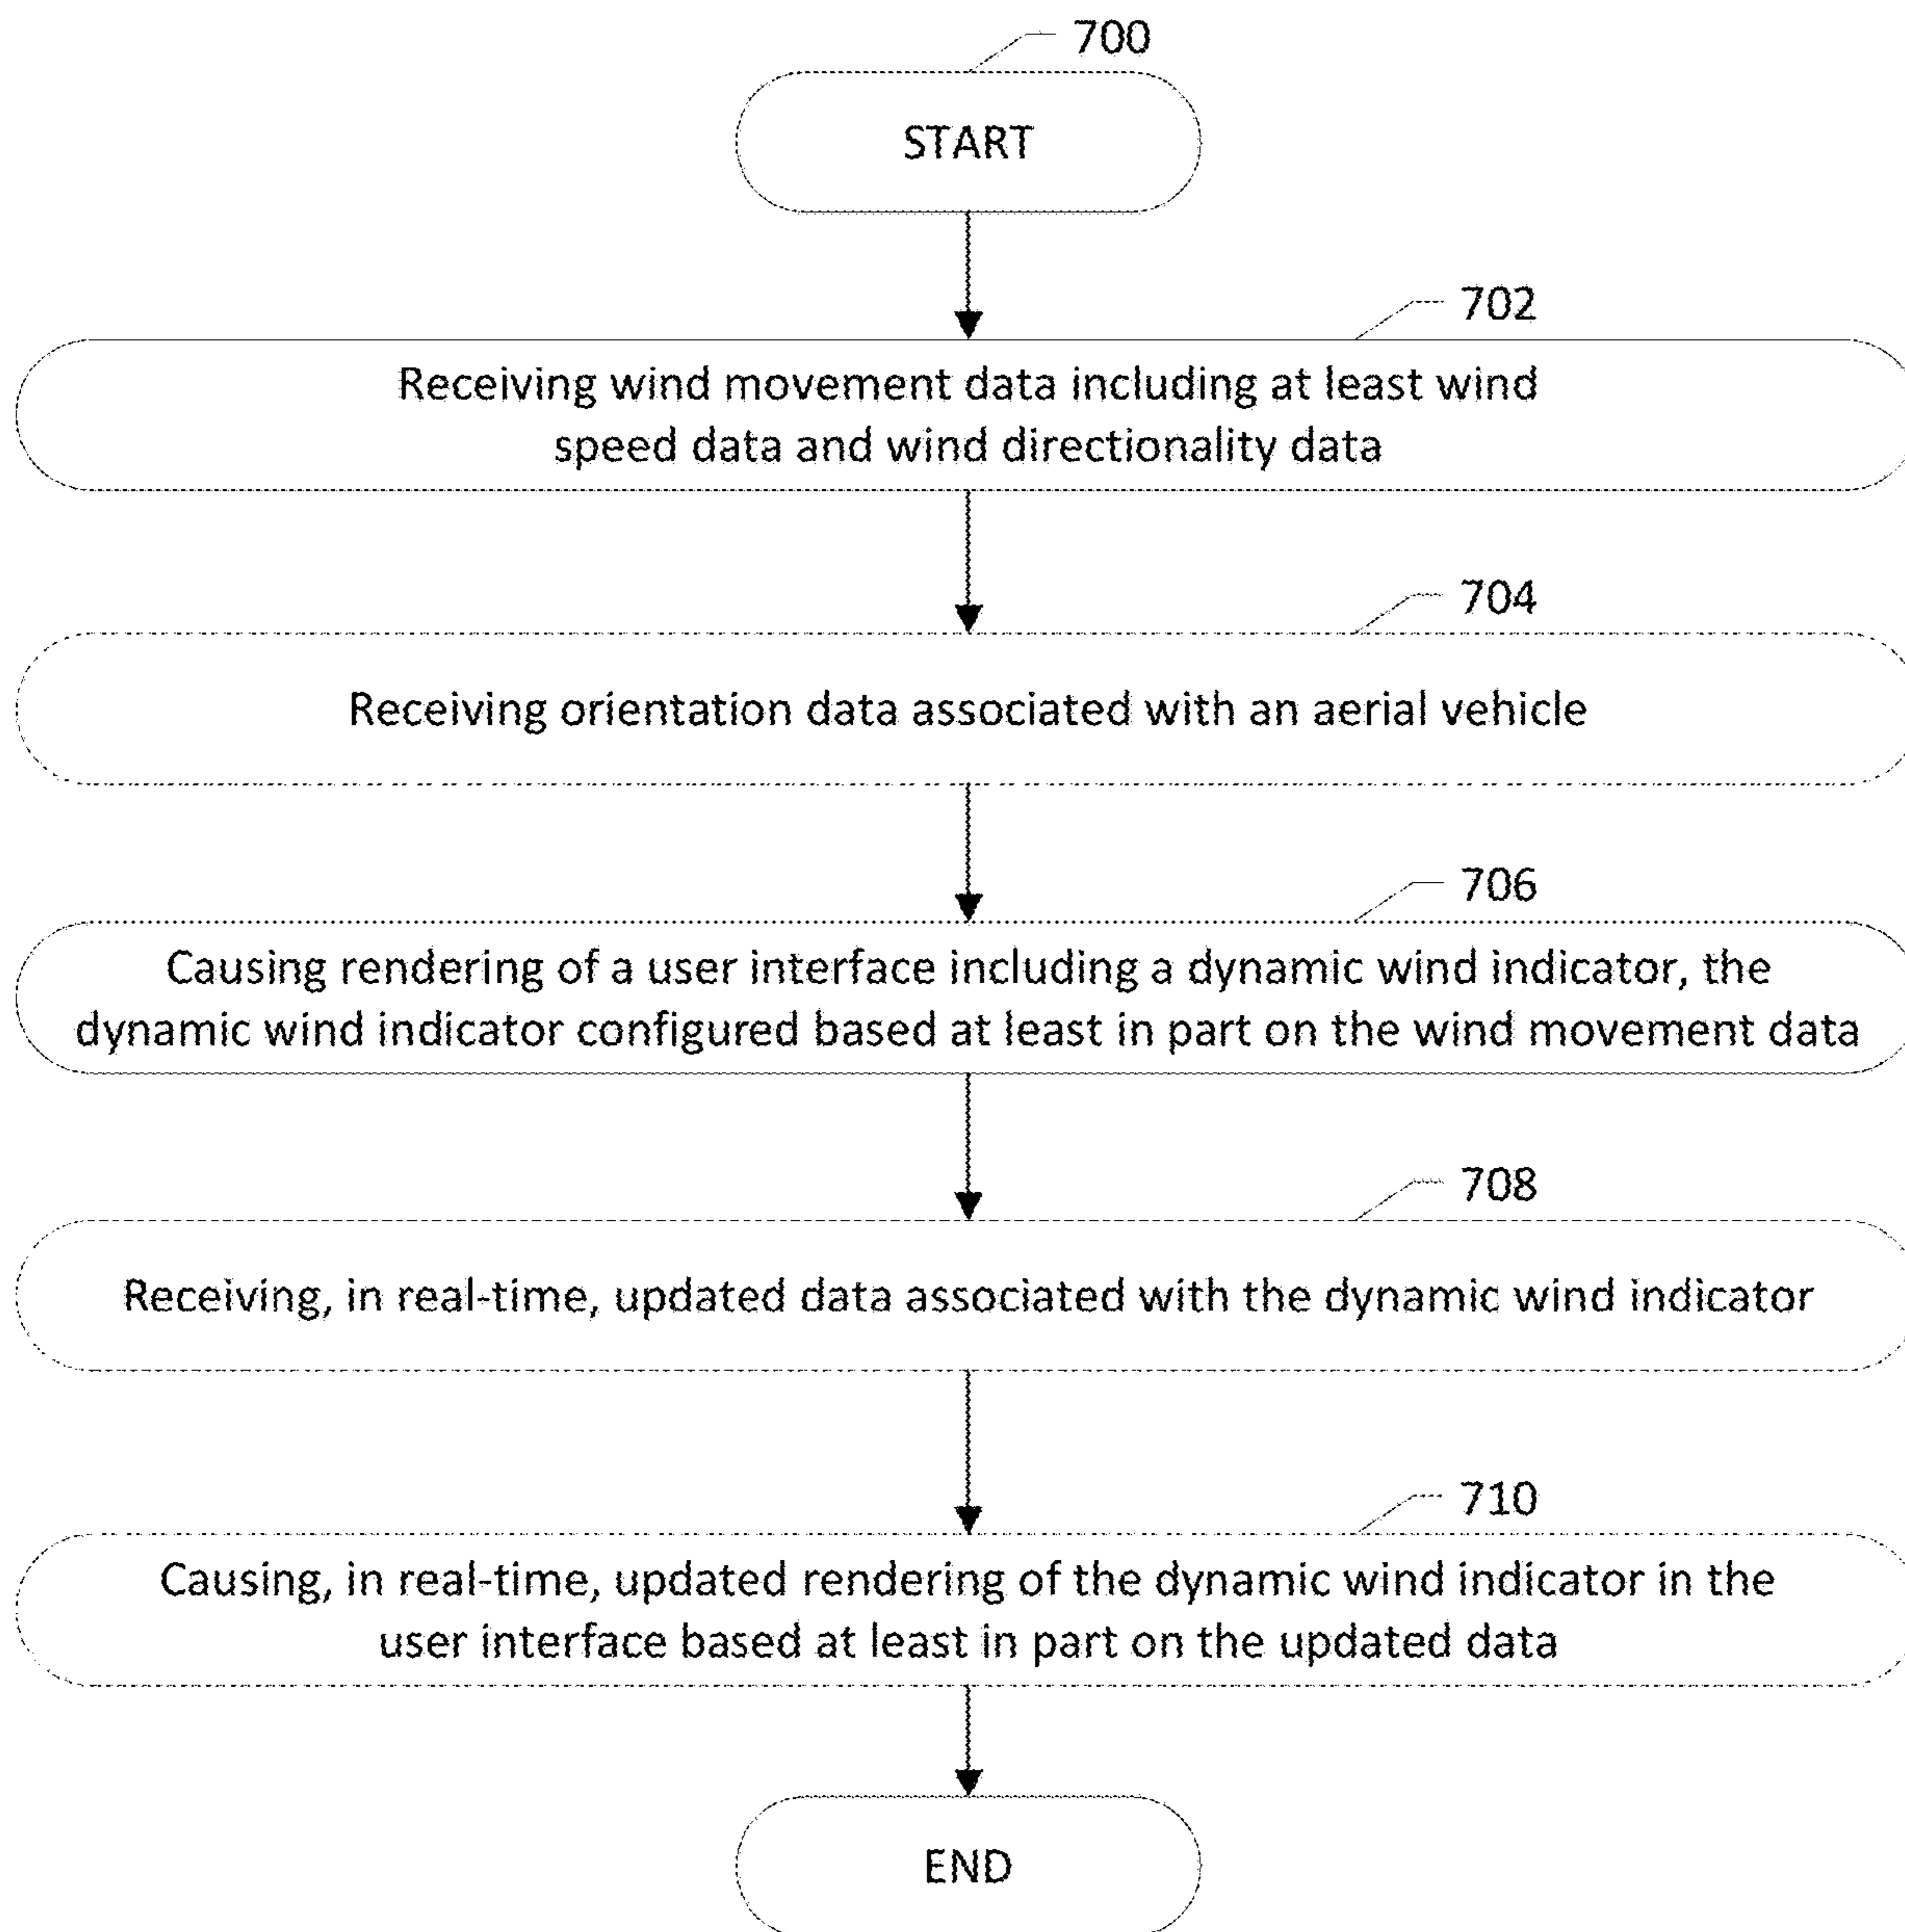 700
START
702
Receiving wind movement data including at least wind
speed data and wind directionality data
704
Receiving orientation data associated with an aerial vehicle
706
Causing rendering of a user interface including a dynamic wind indicator, the
dynamic wind indicator configured based at least in part on the wind movement data
708
Receiving, in real-time, updated data associated with the dynamic wind indicator
710
Causing, in real-time, updated rendering of the dynamic wind indicator in the
user interface based at least in part on the updated data
END